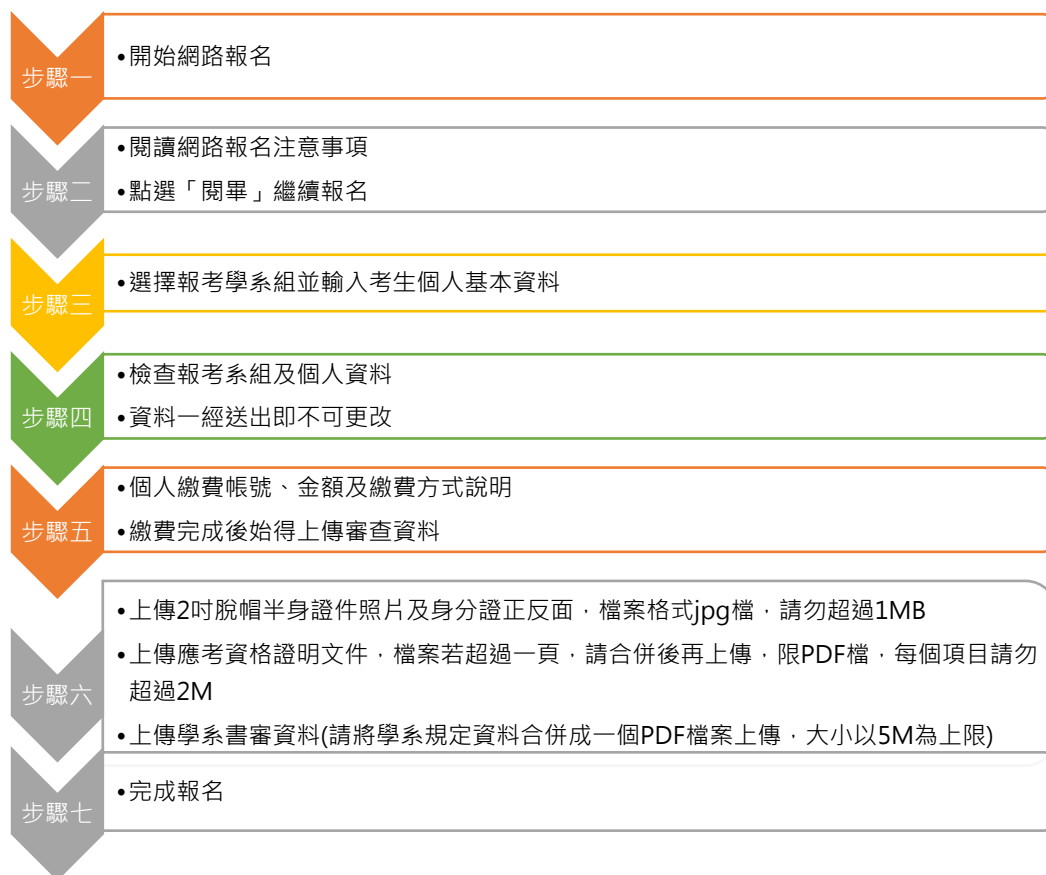 步驟一
•開始網路報名
步驟二
•閱讀網路報名注意事項
•點選「閱畢」繼續報名
步驟三
•選擇報考學系組並輸入考生個人基本資料
步驟四
•檢查報考系組及個人資料
•資料一經送出即不可更改
步驟五
•個人繳費帳號、金額及繳費方式說明
•繳費完成後始得上傳審查資料
步驟六
•上傳2吋脫帽半身證件照片及身分證正反面，檔案格式jpg檔，請勿超過1MB
•上傳應考資格證明文件，檔案若超過一頁，請合併後再上傳，限PDF檔，每個項目請勿
超過2M
•上傳學系書審資料(請將學系規定資料合併成一個PDF檔案上傳，大小以5M為上限)
步驟七
•完成報名